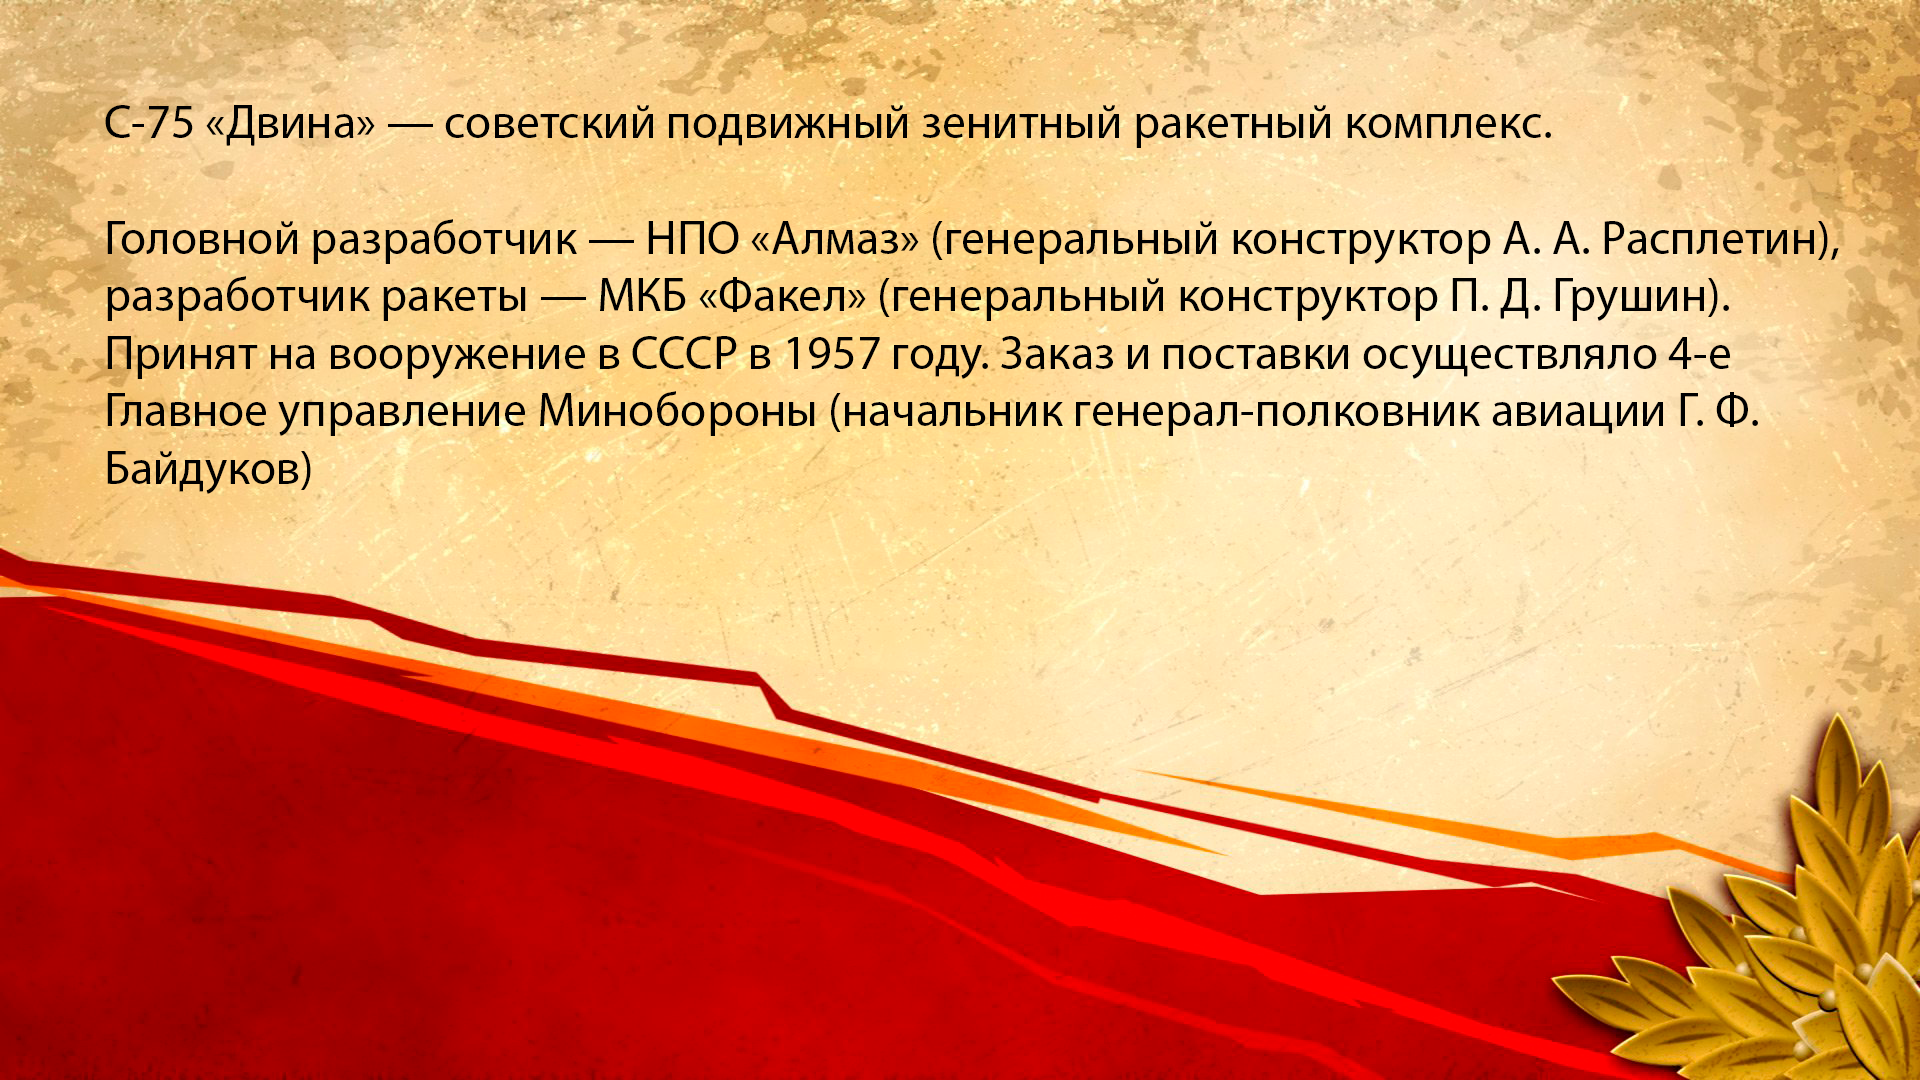 С-75 «Двина» — советский подвижный зенитный ракетный комплекс.
Головной разработчик — НПО «Алмаз» (генеральный конструктор А. А. Расплетин),
разработчик ракеты — МКБ «Факел» (генеральный конструктор П. Д. Грушин).
Принят на вооружение в СССР в 1957 году. Заказ и поставки осуществляло 4-е
Главное управление Минобороны (начальник генерал-полковник авиации Г. Ф.
Байдуков)